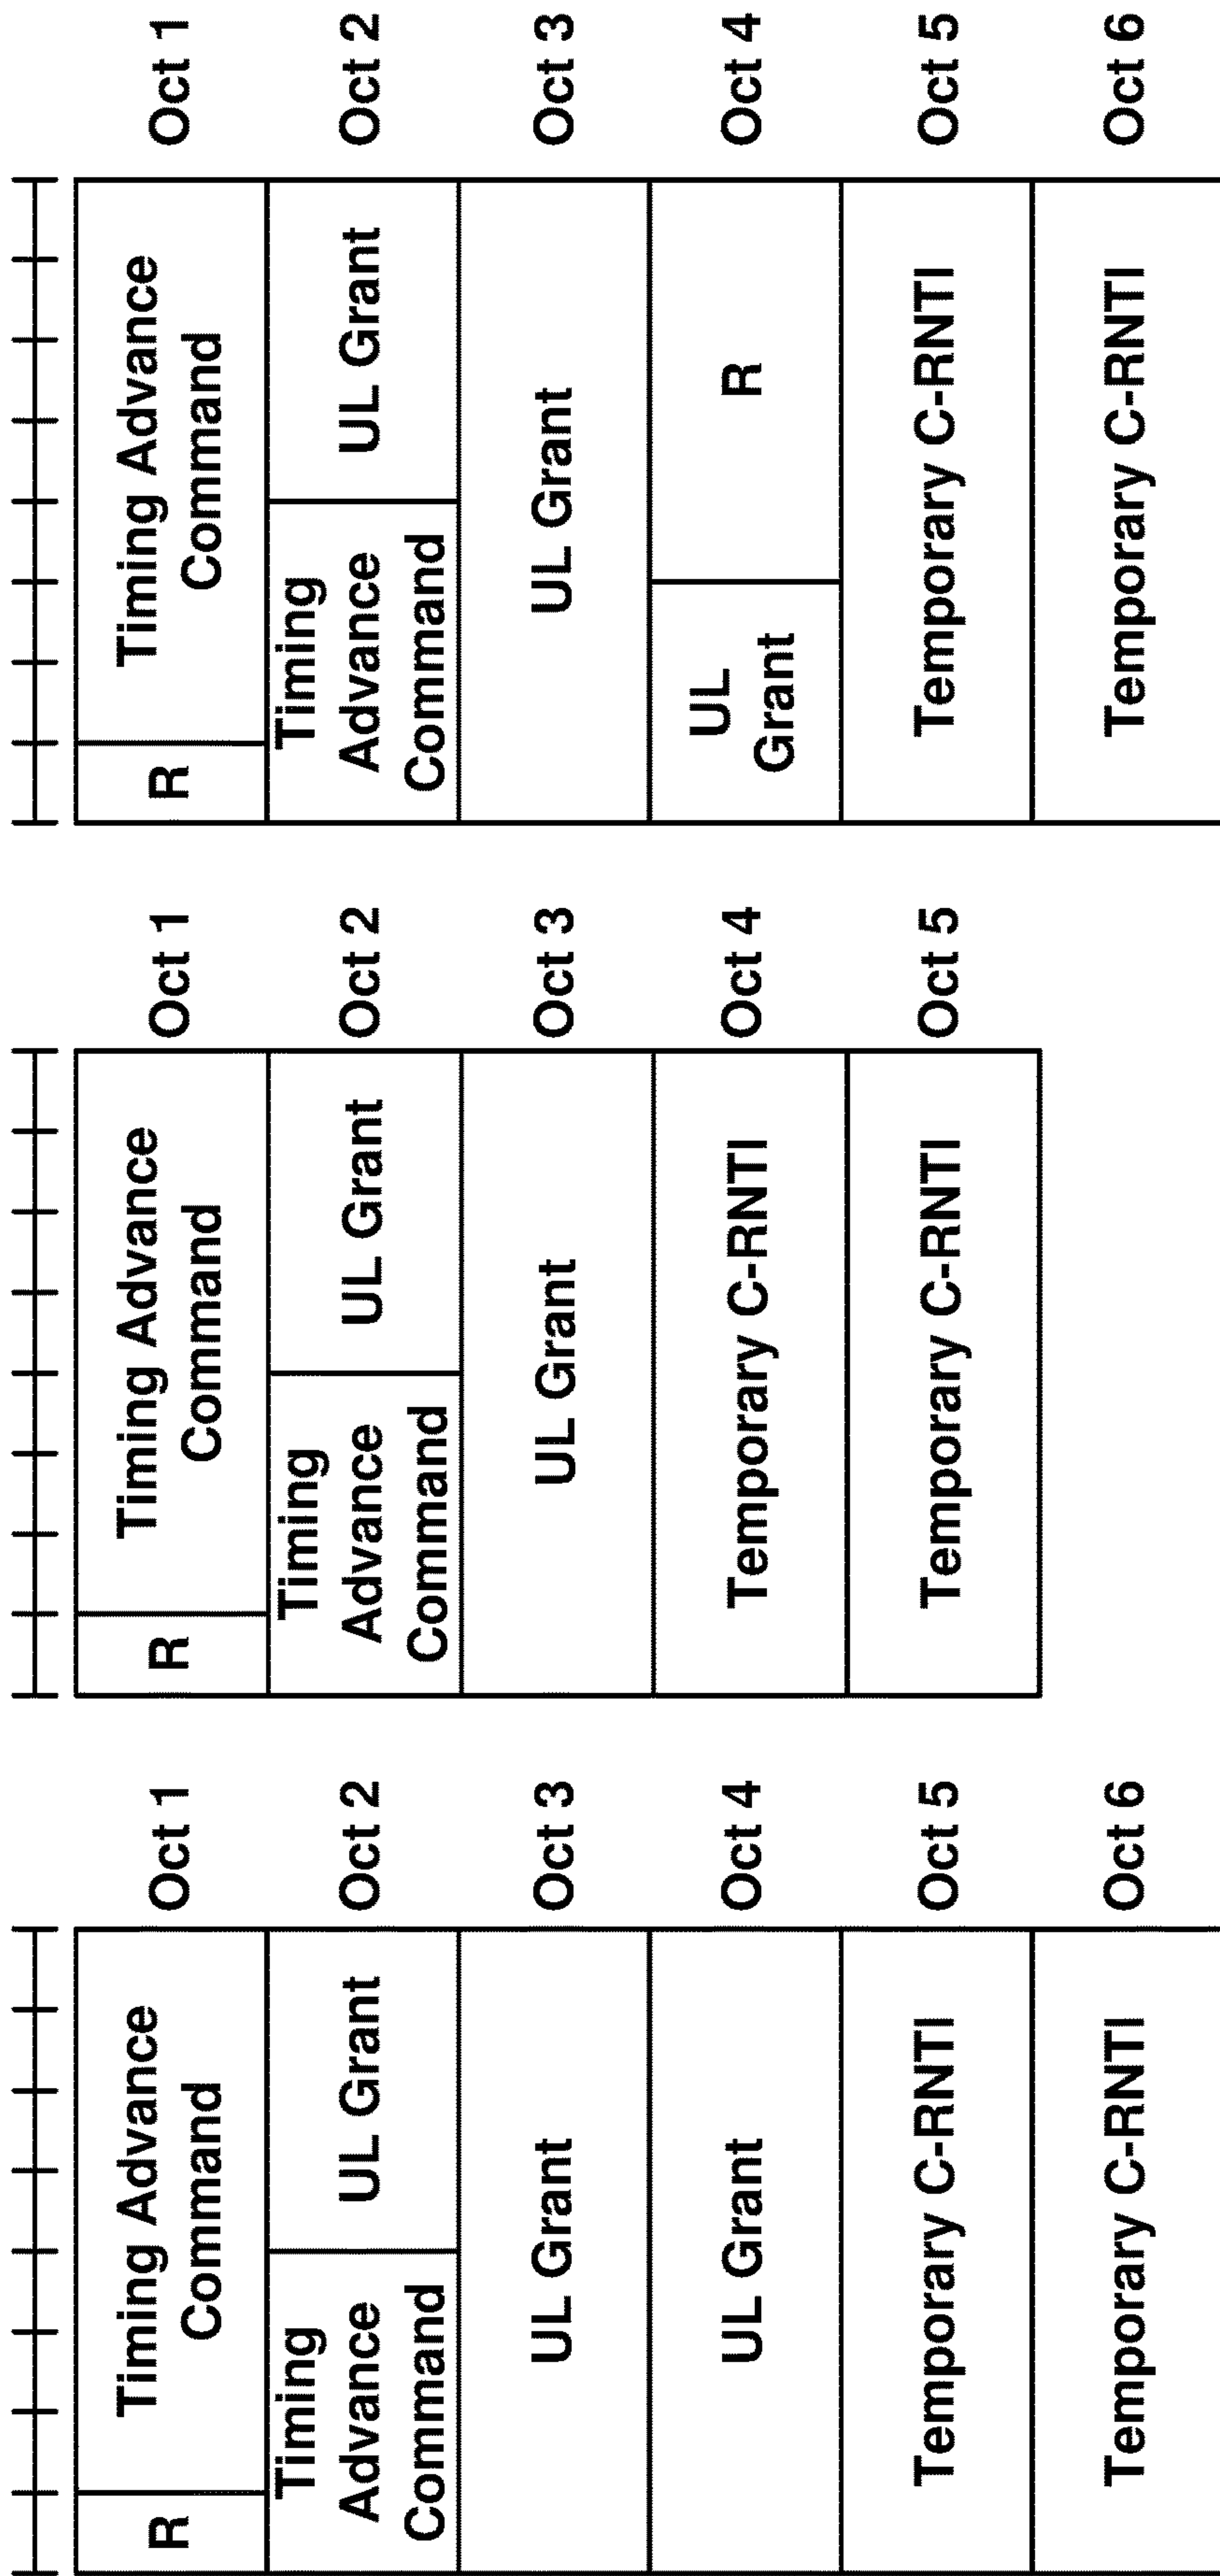 R
Timing Advance
Command
Oct 1
Timing
Advance
Command
UL Grant
Oct 2
UL Grant
Oct 3
UL Grant
Oct 4
Temporary C-RNTI
Oct 5
Temporary C-RNTI
Oct 6
R
Timing Advance
Command
Oct 1
Timing
Advance
Command
UL Grant
Oct 2
UL Grant
Oct 3
Temporary C-RNTI
Oct 4
Temporary C-RNTI
Oct 5
R
Timing Advance
Command
Oct 1
Timing
Advance
Command
UL Grant
Oct 2
UL Grant
Oct 3
UL
Grant
R
Oct 4
Temporary C-RNTI
Oct 5
Temporary C-RNTI
Oct 6